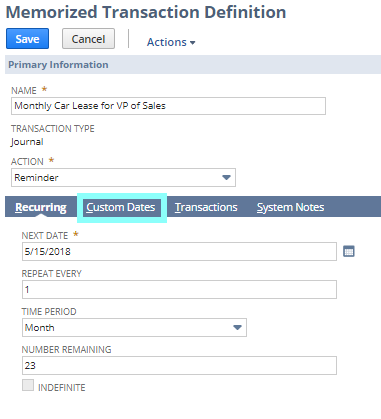 Memorized Transaction Definition
Save Cancel Actions
Primary Information
NAME *
Monthly Car Lease for VP of Sales
TRANSACTION TYPE
Journal
ACTION *
Reminder
Recurring Custom Dates Transactions System Notes
NEXT DATE *
5/15/2018
REPEAT EVERY
1
TIME PERIOD
Month
NUMBER REMAINING
23
INDEFINITE